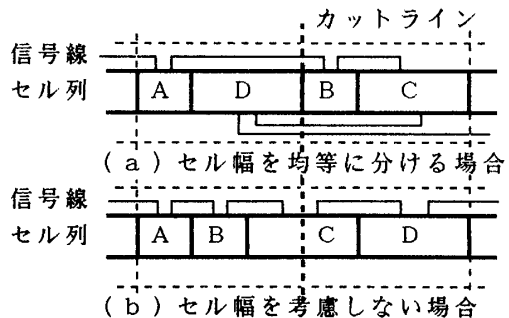 カットライン
信号線
セル列 A D B C
(a)セル幅を均等に分ける場合
信号線
セル列 A B C D
(b)セル幅を考慮しない場合